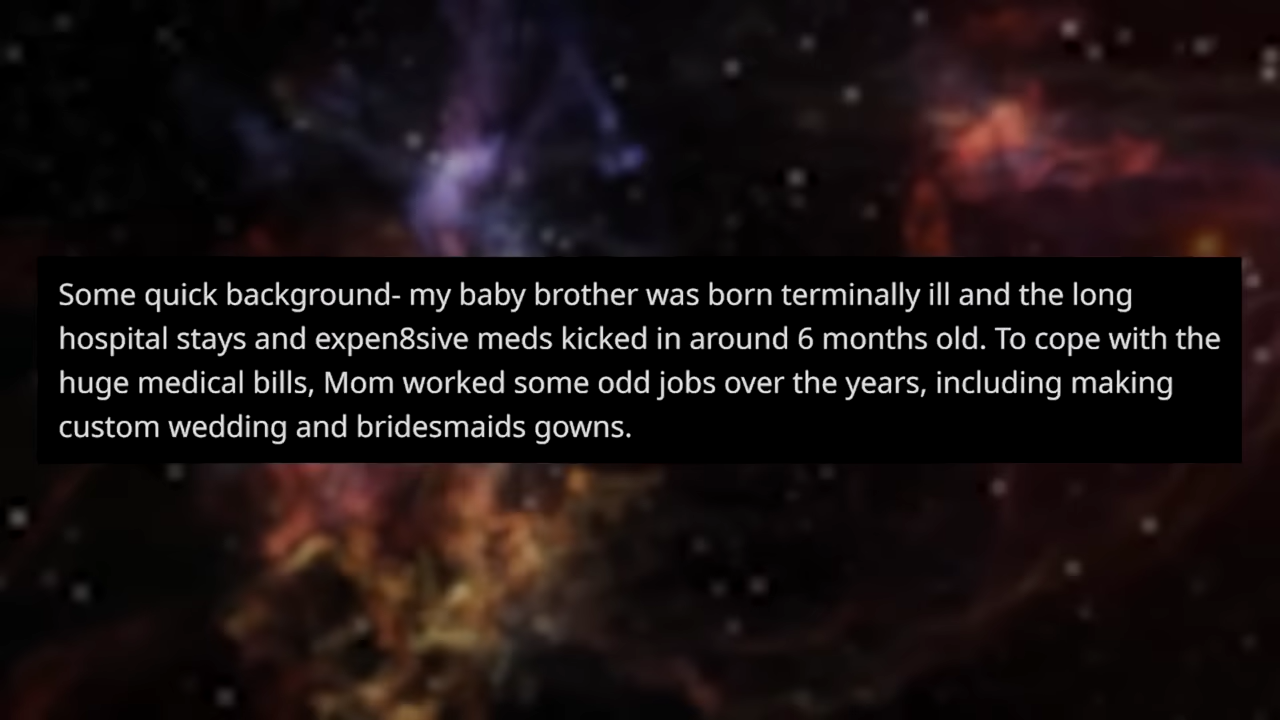 Some quick background- my baby brother was born terminally ill and the long
hospital stays and expen8sive meds kicked in around 6 months old. To cope with the
huge medical bills, Mom worked some odd jobs over the years, including making
custom wedding and bridesmaids gowns.